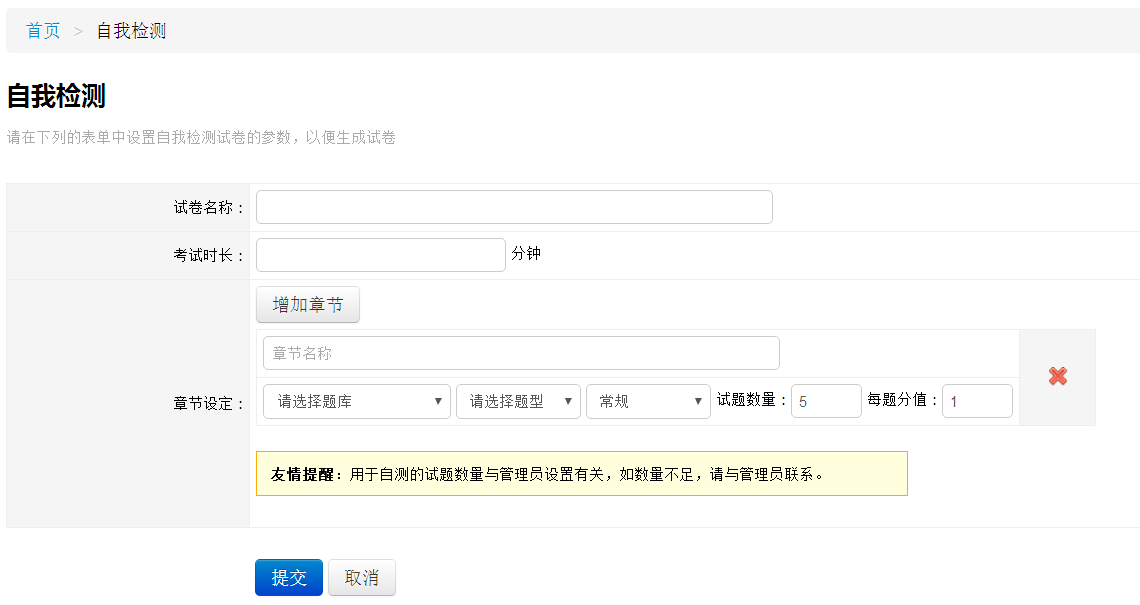 首页 > 自我检测
自我检测
请在下列的表单中设置自我检测试卷的参数，以便生成试卷
试卷名称：
考试时长： 分钟
增加章节
章节名称
章节设定： 请选择题库 请选择题型 常规 试题数量： 5 每题分值： 1
友情提醒：用于自测的试题数量与管理员设置有关，如数量不足，请与管理员联系。
提交 取消